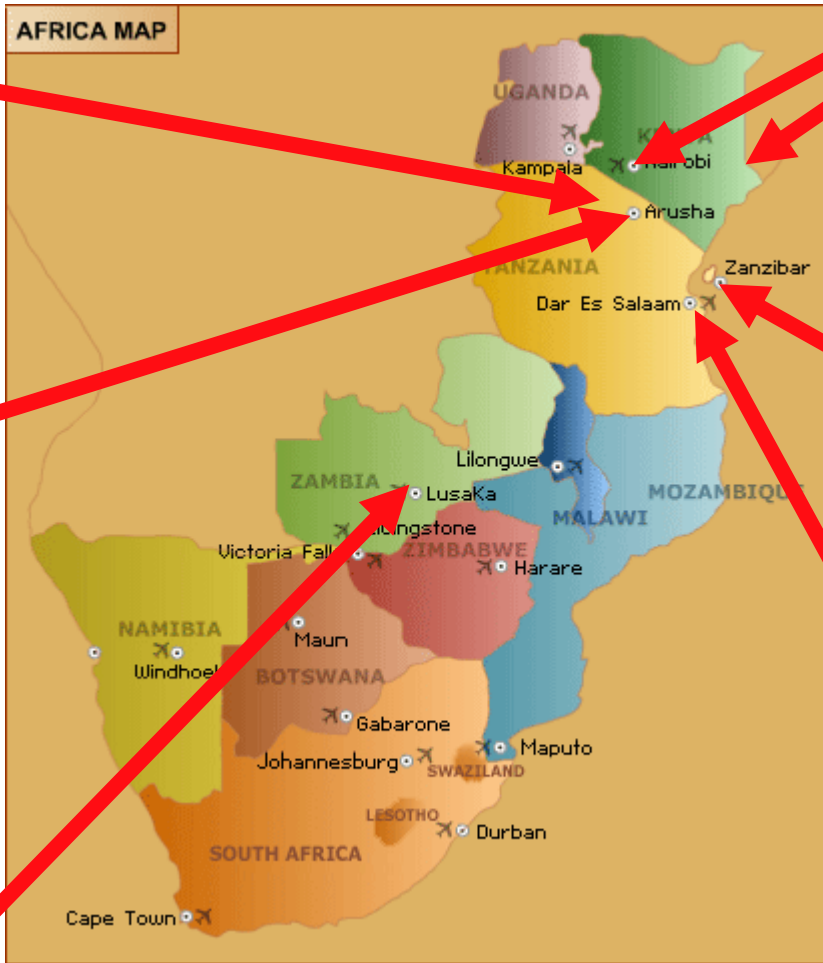 AFRICA MAP
UGANDA
KENYA
Kampala
Nairobi
Arusha
TANZANIA
Zanzibar
Dar Es Salaam
Lilongwe
ZAMBIA
LusaKa
MOZAMBIQUE
MALAWI
Livingstone
Victoria Falls
ZIMBABWE
Harare
NAMIBIA
Maun
Windhoek
BOTSWANA
Gabarone
Maputo
Johannesburg
SWAZILAND
LESOTHO
Durban
SOUTH AFRICA
Cape Town